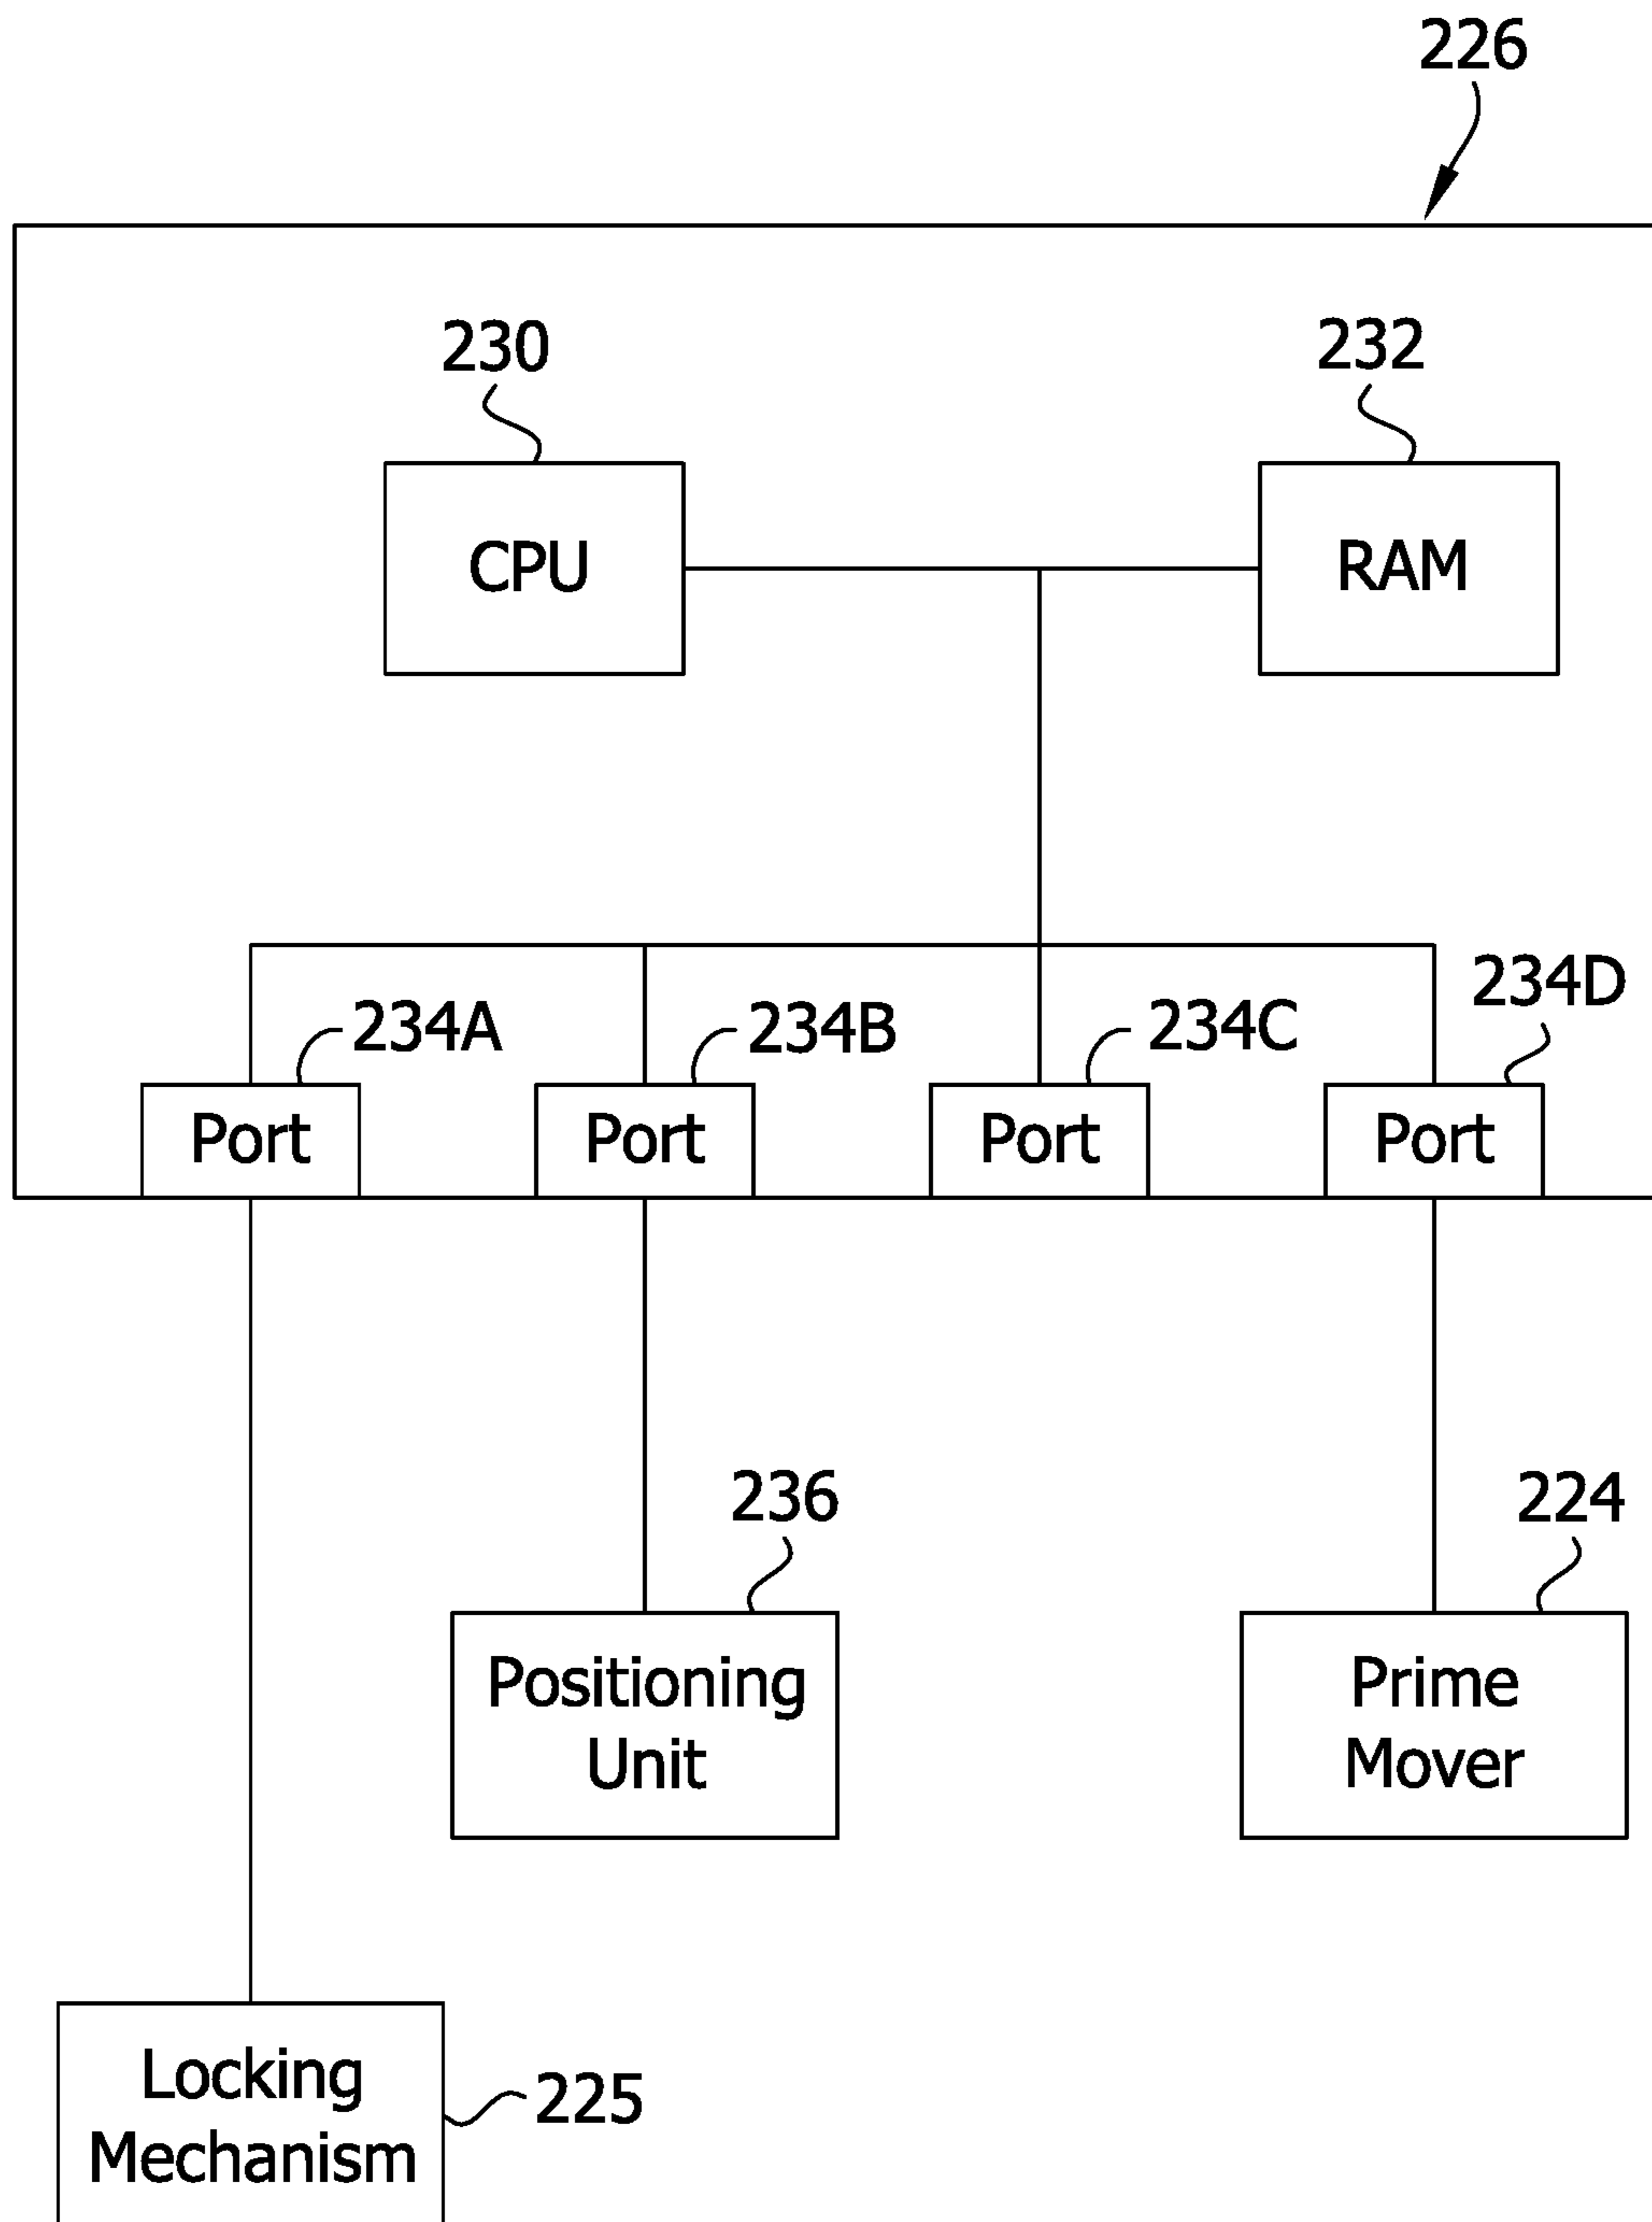 226
230
232
CPU
RAM
234A
234B
234C
234D
Port
Port
Port
Port
236
224
Positioning
Unit
Prime
Mover
Locking
Mechanism
225